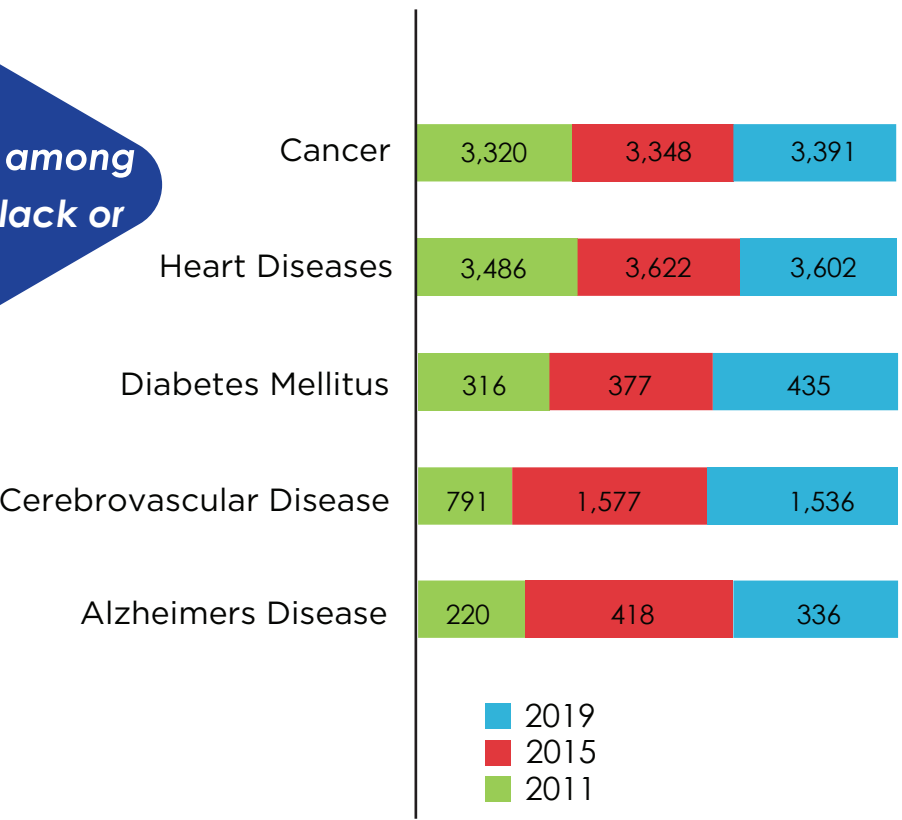 among
lack or
Cancer 3,320 3,348 3,391
Heart Diseases 3,486 3,622 3,602
Diabetes Mellitus 316 377 435
Cerebrovascular Disease 791 1,577 1,536
Alzheimers Disease 220 418 336
2019
2015
2011